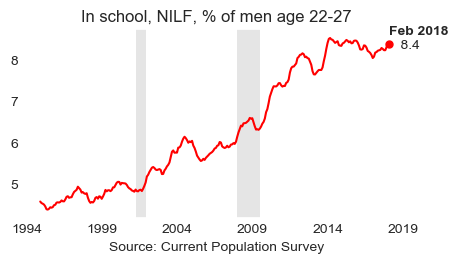 In school, NILF, % of men age 22-27
Feb 2018
8.4
8
7
6
5
1994 1999 2004 2009 2014 2019
Source: Current Population Survey